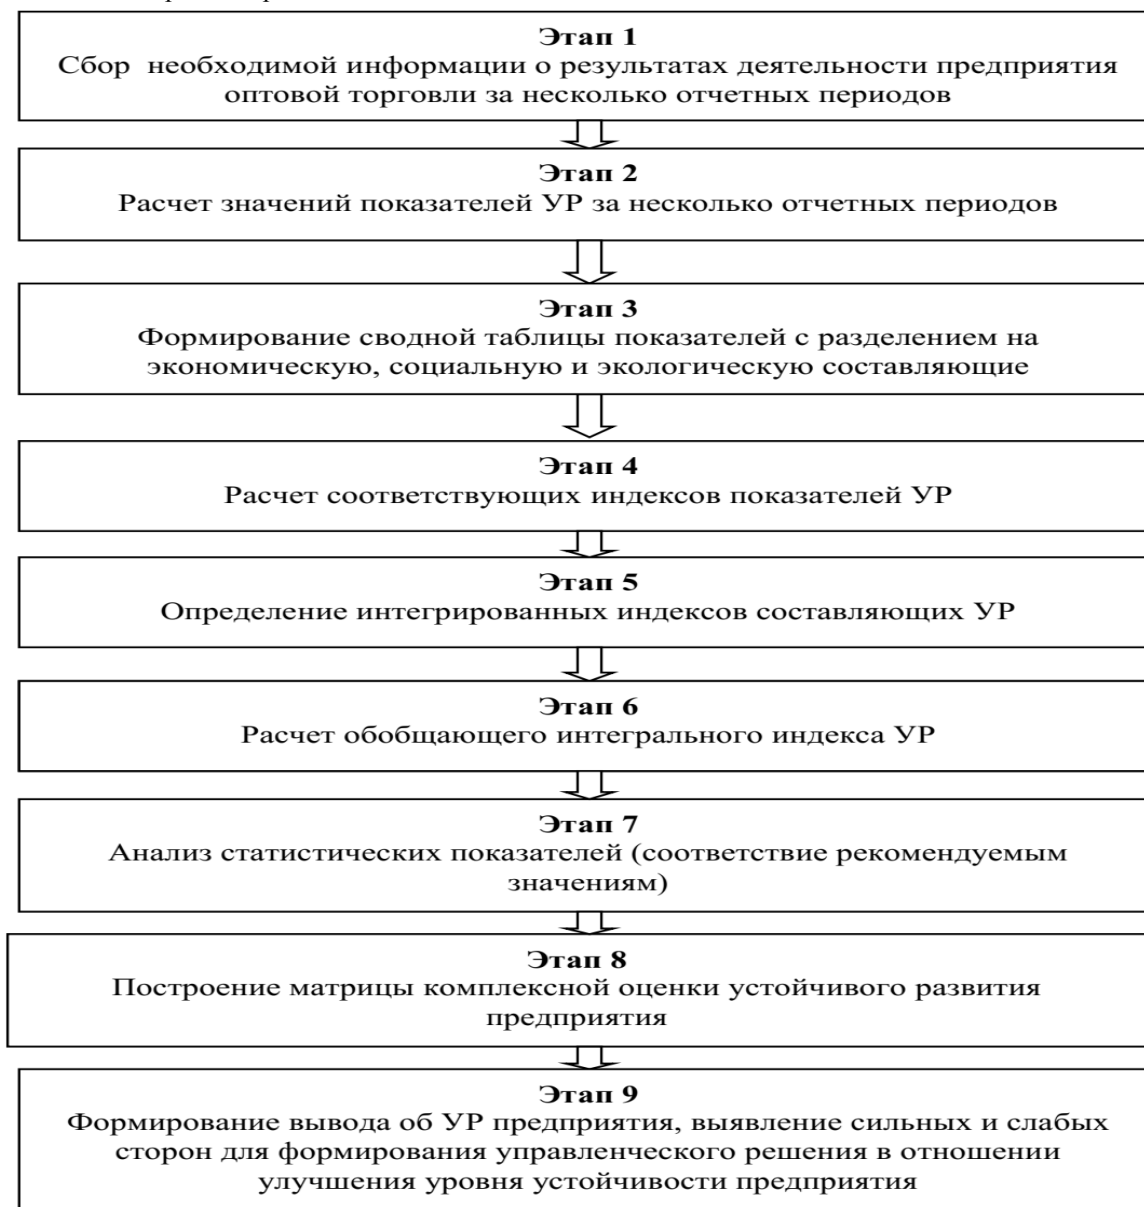 Этап 1
Сбор необходимой информации о результатах деятельности предприятия
оптовой торговли за несколько отчетных периодов
Этап 2
Расчет значений показателей УР за несколько отчетных периодов
Этап 3
Формирование сводной таблицы показателей с разделением на
экономическую, социальную и экологическую составляющие
Этап 4
Расчет соответствующих индексов показателей УР
Этап 5
Определение интегрированных индексов составляющих УР
Этап 6
Расчет обобщающего интегрального индекса УР
Этап 7
Анализ статистических показателей (соответствие рекомендуемым
значениям)
Этап 8
Построение матрицы комплексной оценки устойчивого развития
предприятия
Этап 9
Формирование вывода об УР предприятия, выявление сильных и слабых
сторон для формирования управленческого решения в отношении
улучшения уровня устойчивости предприятия